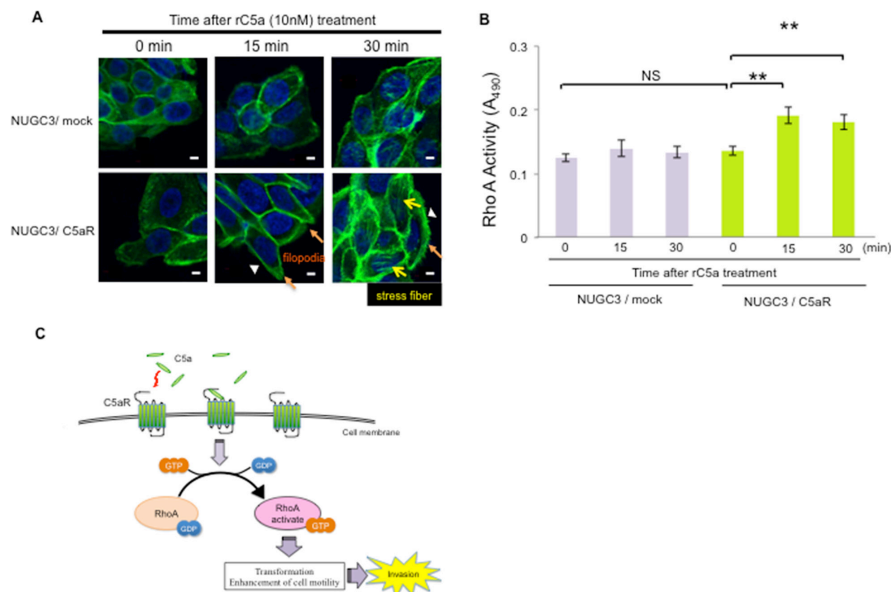 A
Time after rC5a (10nM) treatment
0 min 15 min 30 min
NUGC3/ mock
NUGC3/ C5aR
filopodia
stress fiber
B
**
NS **
Rho A Activity (A490)
0.3
0.2
0.1
0.0
0 15 30 0 15 30 (min)
Time after rC5a treatment
NUGC3 / mock NUGC3 / C5aR
C
C5a
C5aR
Cell membrane
GTP GDP
RhoA
GDP
RhoA
activate
GTP
Transformation
Enhancement of cell motility
Invasion